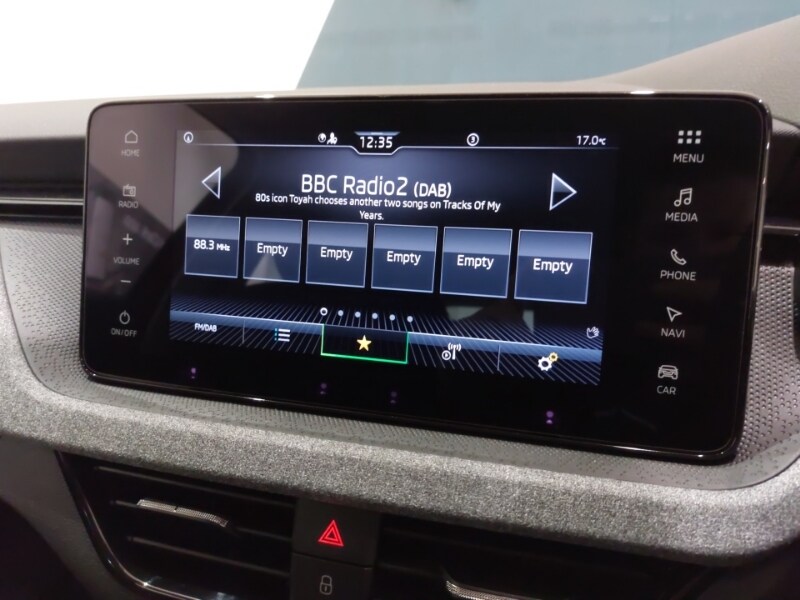 12:35
17.0°C
BBC Radio2 (DAB)
80s icon Toyah chooses another two songs on Tracks Of My
Years.
88.3 MHz
Empty
Empty
Empty
Empty
Empty
FM/DAB
HOME
RADIO
VOLUME
ON/OFF
MENU
MEDIA
PHONE
NAVI
CAR